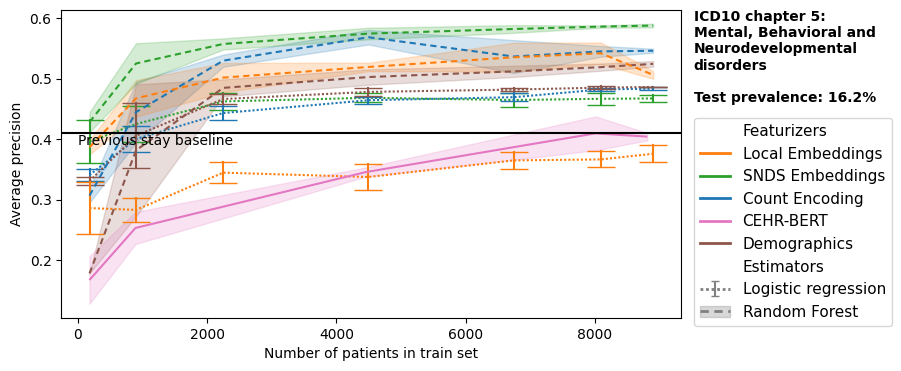 0.6
0.5
0.4
0.3
0.2
Average precision
Previous stay baseline
0
2000
4000
6000
8000
Number of patients in train set
ICD10 chapter 5:
Mental, Behavioral and
Neurodevelopmental
disorders
Test prevalence: 16.2%
Featurizers
Local Embeddings
SNDS Embeddings
Count Encoding
CEHR-BERT
Demographics
Estimators
Logistic regression
Random Forest